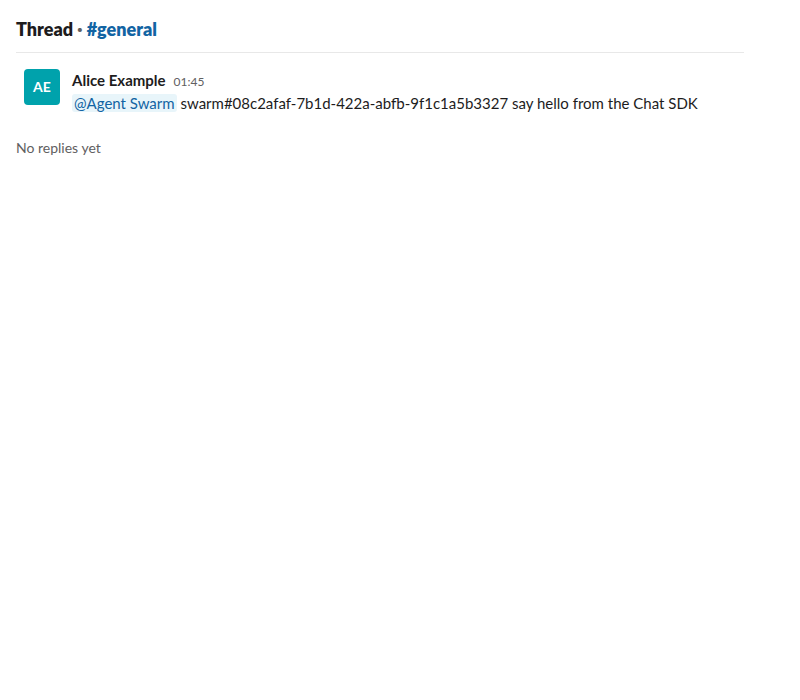 Thread • #general
AE
Alice Example 01:45
@Agent Swarm swarm#08c2afaf-7b1d-422a-abfb-9f1c1a5b3327 say hello from the Chat SDK
No replies yet